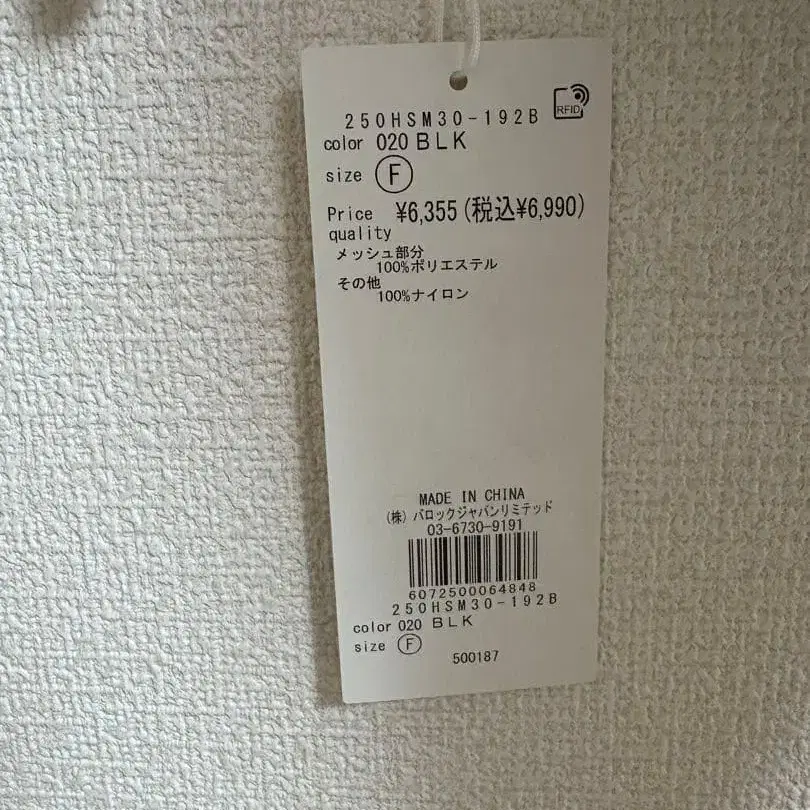 250HSM30-192B RFID
color 020 BLK
size F
Price ¥6,355(税込¥6,990)
quality
メッシュ部分
100%ポリエステル
その他
100%ナイロン
MADE IN CHINA
(株)バロックジャパンリミテッド
03-6730-9191
6072500064848
250HSM30-192B
color 020 BLK
size F
500187